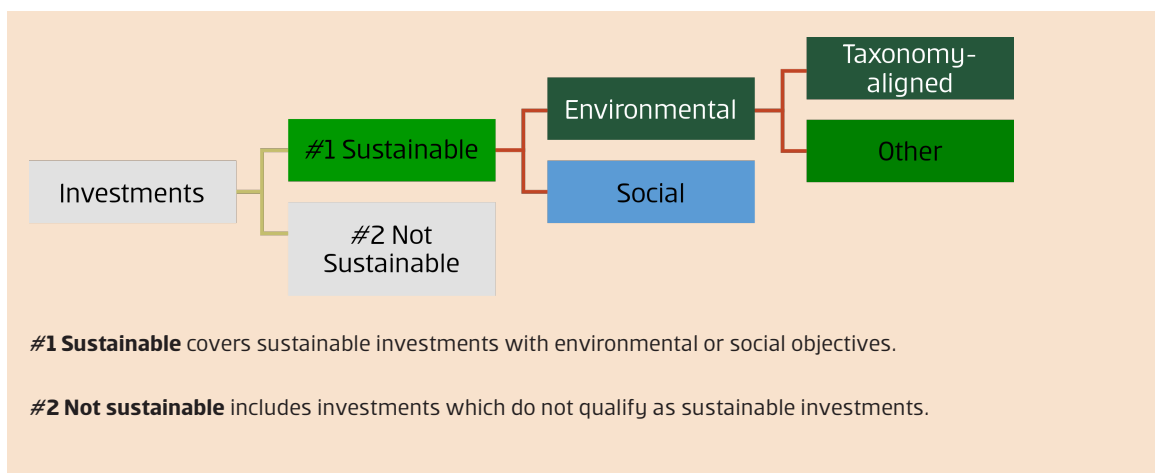 Taxonomy-
aligned
Environmental
Other
#1 Sustainable
Investments
Social
#2 Not
Sustainable
#1 Sustainable covers sustainable investments with environmental or social objectives.
#2 Not sustainable includes investments which do not qualify as sustainable investments.